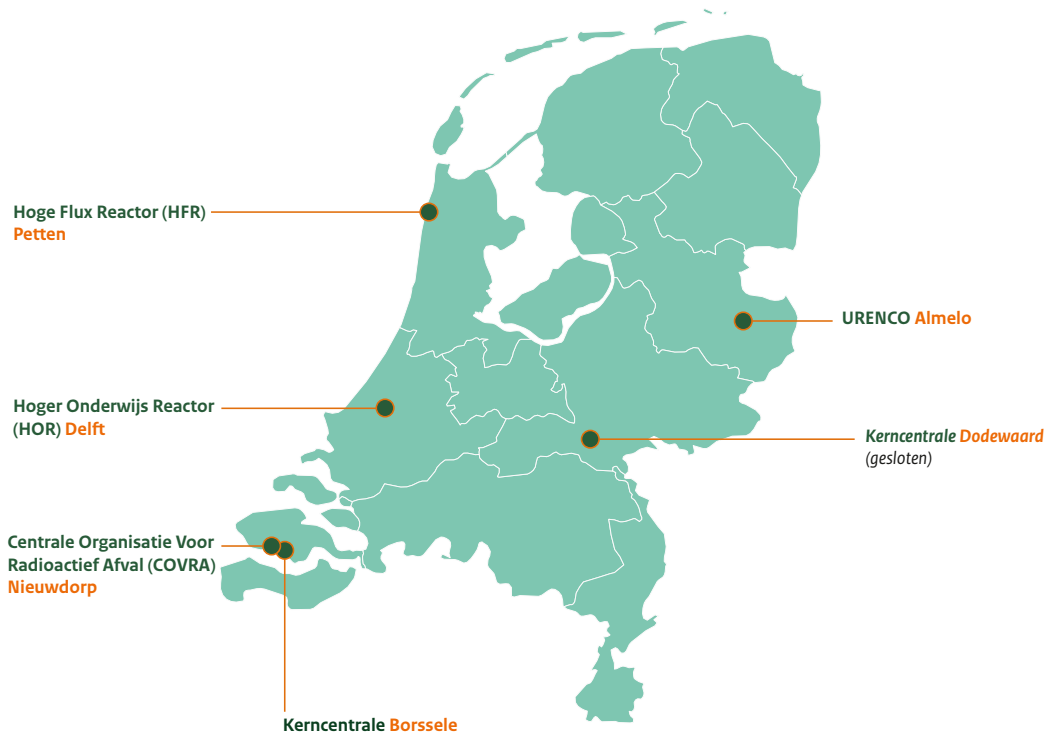 Hoge Flux Reactor (HFR)
Petten
URENCO Almelo
Hoger Onderwijs Reactor
(HOR) Delft
Kerncentrale Dodewaard
(gesloten)
Centrale Organisatie Voor
Radioactief Afval (COVRA)
Nieuwdorp
Kerncentrale Borssele